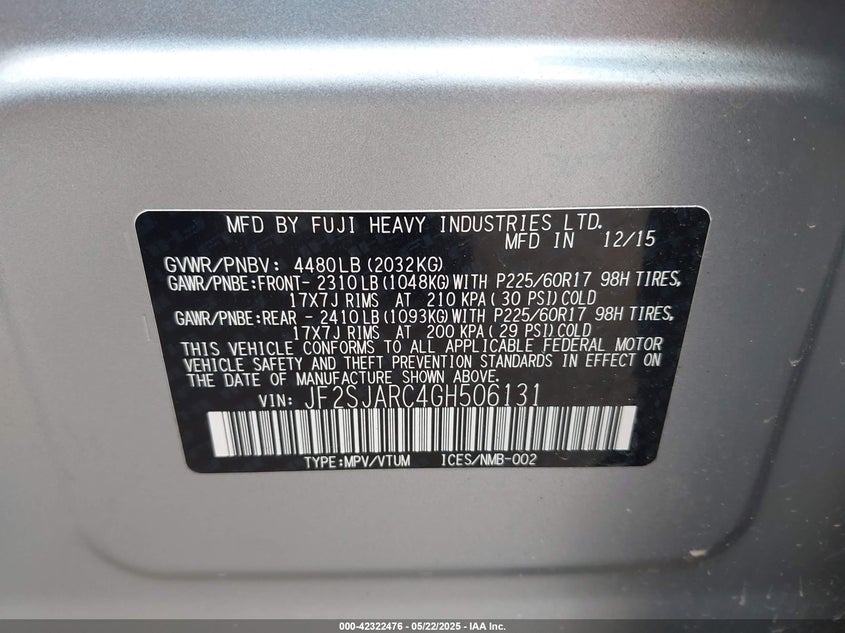 MFD BY FUJI HEAVY INDUSTRIES LTD.
MFD IN 12/15
GVWR/PNBV: 4480LB(2032KG)
GAWR/PNBE:FRONT- 2310LB(1048KG)WITH P225/60R17 98H TIRES,
17X7J RIMS AT 210KPA(30 PSI)COLD
GAWR/PNBE:REAR - 2410LB(1093KG)WITH P225/60R17 98H TIRES,
17X7J RIMS AT 200KPA(29 PSI)COLD
THIS VEHICLE CONFORMS TO ALL APPLICABLE FEDERAL MOTOR
VEHICLE SAFETY AND THEFT PREVENTION STANDARDS IN EFFECT ON
THE DATE OF MANUFACTURE SHOWN ABOVE.
VIN: JF2SJARC4GH506131
TYPE:MPV/VTUM ICES/NMB-002
000-42322476 - 05/22/2025 - IAA Inc.